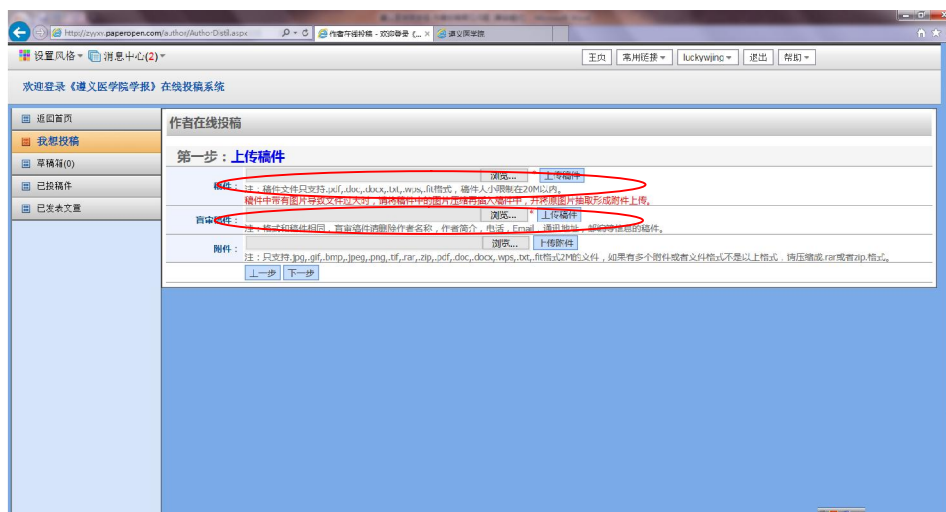 http://zyyx.paperopen.com/author/Autho-Distil.aspx
作者在线投稿 - 欢迎登录 (... ×
遵义医学院
设置风格 消息中心(2)
主页 常用链接 luckywjing 退出 帮助
欢迎登录《遵义医学院学报》在线投稿系统
返回首页
我想投稿
草稿箱(0)
已投稿件
已发表文章
作者在线投稿
第一步：上传稿件
稿件：
浏览... * 上传稿件
注：稿件文件只支持.pdf,.doc,.docx,.txt,.wps,.fit格式，稿件大小限制在20M以内。
稿件中带有图片导致文件过大时，请将稿件中的图片压缩再插入稿件中，并将原图片抽取形成附件上传。
盲审稿件：
浏览... * 上传稿件
注：格式和稿件相同，盲审稿件请删除作者名称，作者简介，电话，Email，通讯地址，邮编等信息的稿件。
附件：
浏览... 上传附件
注：只支持.jpg,.gif,.bmp,.jpeg,.png,.tif,.rar,.zip,.pdf,.doc,.docx,.wps,.txt,.fit格式2M的文件，如果有多个附件或者文件格式不是以上格式，请压缩成.rar或者zip.格式。
上一步 下一步